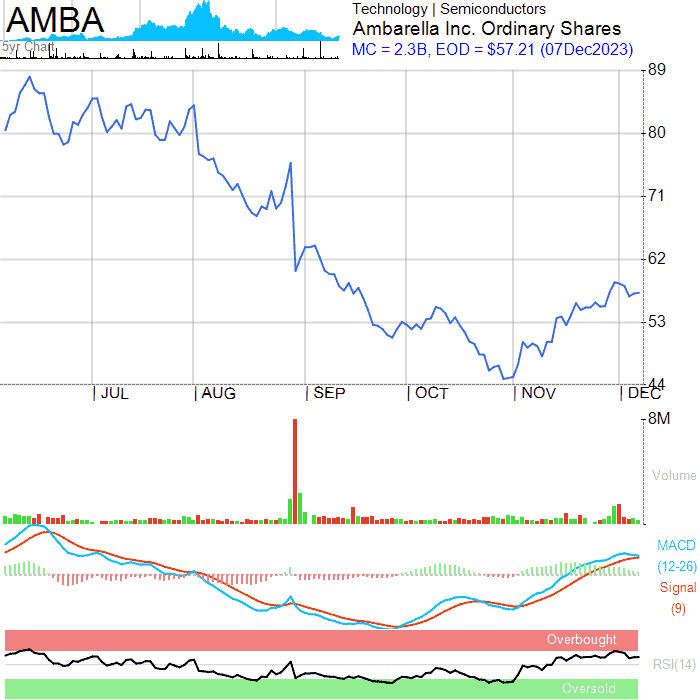 AMBA
5yr Chart
Technology | Semiconductors
Ambarella Inc. Ordinary Shares
MC = 2.3B, EOD = $57.21 (07Dec2023)
89
80
71
62
53
44
JUL
AUG
SEP
OCT
NOV
DEC
8M
Volume
MACD
(12-26)
Signal
(9)
Overbought
RSI(14)
Oversold